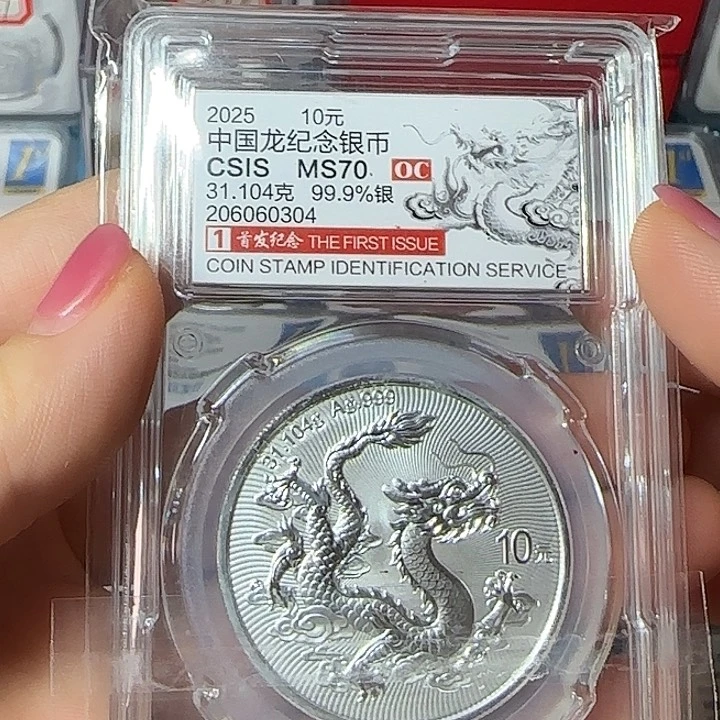 2025 10元
中国龙纪念银币
CSIS MS70 OC
31.104克 99.9%银
206060304
1 首发纪念 THE FIRST ISSUE
COIN STAMP IDENTIFICATION SERVICE
31.104g Ag.999
10元